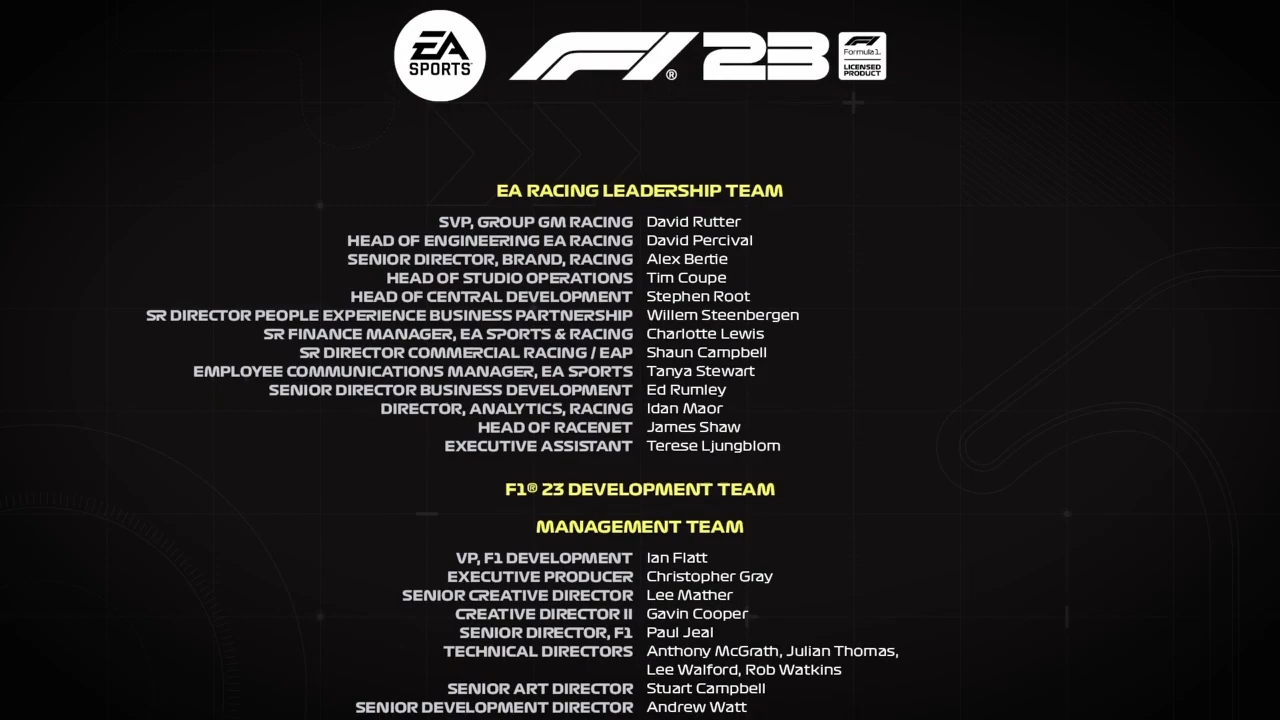 EA SPORTS™ F1® 23 Formula 1. LICENSED PRODUCT
EA RACING LEADERSHIP TEAM
SVP, GROUP GM RACING David Rutter
HEAD OF ENGINEERING EA RACING David Percival
SENIOR DIRECTOR, BRAND, RACING Alex Bertie
HEAD OF STUDIO OPERATIONS Tim Coupe
HEAD OF CENTRAL DEVELOPMENT Stephen Root
SR DIRECTOR PEOPLE EXPERIENCE BUSINESS PARTNERSHIP Willem Steenbergen
SR FINANCE MANAGER, EA SPORTS & RACING Charlotte Lewis
SR DIRECTOR COMMERCIAL RACING / EAP Shaun Campbell
EMPLOYEE COMMUNICATIONS MANAGER, EA SPORTS Tanya Stewart
SENIOR DIRECTOR BUSINESS DEVELOPMENT Ed Rumley
DIRECTOR, ANALYTICS, RACING Idan Maor
HEAD OF RACENET James Shaw
EXECUTIVE ASSISTANT Terese Ljungblom
F1® 23 DEVELOPMENT TEAM
MANAGEMENT TEAM
VP, F1 DEVELOPMENT Ian Flatt
EXECUTIVE PRODUCER Christopher Gray
SENIOR CREATIVE DIRECTOR Lee Mather
CREATIVE DIRECTOR II Gavin Cooper
SENIOR DIRECTOR, F1 Paul Jeal
TECHNICAL DIRECTORS Anthony McGrath, Julian Thomas,
Lee Walford, Rob Watkins
SENIOR ART DIRECTOR Stuart Campbell
SENIOR DEVELOPMENT DIRECTOR Andrew Watt